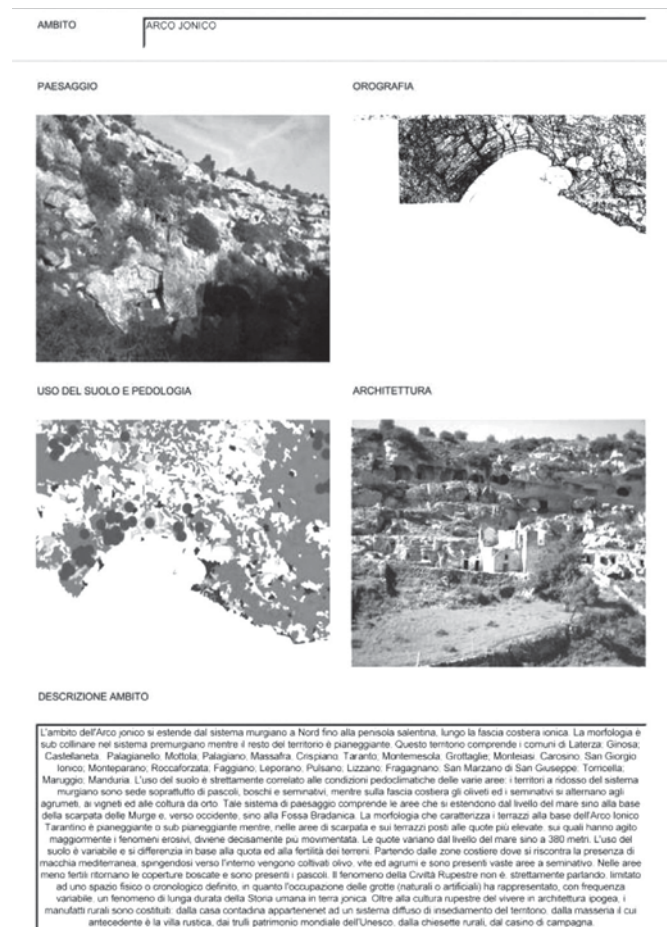 AMBITO
ARCO JONICO
PAESAGGIO
OROGRAFIA
USO DEL SUOLO E PEDOLOGIA
ARCHITETTURA
DESCRIZIONE AMBITO
L'ambito dell'Arco jonico si estende dal sistema murgiano a Nord fino alla penisola salentina, lungo la fascia costiera ionica. La morfologia è
sub collinare nel sistema premurgiano mentre il resto del territorio è pianeggiante. Questo territorio comprende i comuni di Laterza; Ginosa;
Castellaneta; Palagianello; Mottola; Palagiano; Massafra; Crispiano; Taranto; Montemesola; Grottaglie; Monteiasi; Carosino; San Giorgio
Ionico; Monteparano; Roccaforzata; Faggiano; Leporano; Pulsano; Lizzano; Fragagnano; San Marzano di San Giuseppe; Torricella;
Maruggio; Manduria. L'uso del suolo è strettamente correlato alle condizioni pedoclimatiche delle varie aree: i territori a ridosso del sistema
murgiano sono sede soprattutto di pascoli, boschi e seminativi, mentre sulla fascia costiera gli oliveti ed i seminativi si alternano agli
agrumeti, ai vigneti ed alle coltura da orto. Tale sistema di paesaggio comprende le aree che si estendono dal livello del mare sino alla base
della scarpata delle Murge e, verso occidente, sino alla Fossa Bradanica. La morfologia che caratterizza i terrazzi alla base dell'Arco Ionico
Tarantino è pianeggiante o sub pianeggiante mentre, nelle aree di scarpata e sui terrazzi posti alle quote più elevate, sui quali hanno agito
maggiormente i fenomeni erosivi, diviene decisamente più movimentata. Le quote variano dal livello del mare sino a 380 metri. L'uso del
suolo è variabile e si differenzia in base alla quota ed alla fertilità dei terreni. Partendo dalle zone costiere dove si riscontra la presenza di
macchia mediterranea, spingendosi verso l'interno vengono coltivati olivo, vite ed agrumi e sono presenti vaste aree a seminativo. Nelle aree
meno fertili ritornano le coperture boscate e sono presenti i pascoli. Il fenomeno della Civiltà Rupestre non è, strettamente parlando, limitato
ad uno spazio fisico o cronologico definito, in quanto l'occupazione delle grotte (naturali o artificiali) ha rappresentato, con frequenza
variabile, un fenomeno di lunga durata della Storia umana in terra jonica. Oltre alla cultura rupestre del vivere in architettura ipogea, i
manufatti rurali sono costituiti: dalla casa contadina appartenenet ad un sistema diffuso di insediamento del territorio, dalla masseria il cui
antecedente è la villa rustica, dai trulli patrimonio mondiale dell'Unesco, dalla chiesette rurali, dal casino di campagna.